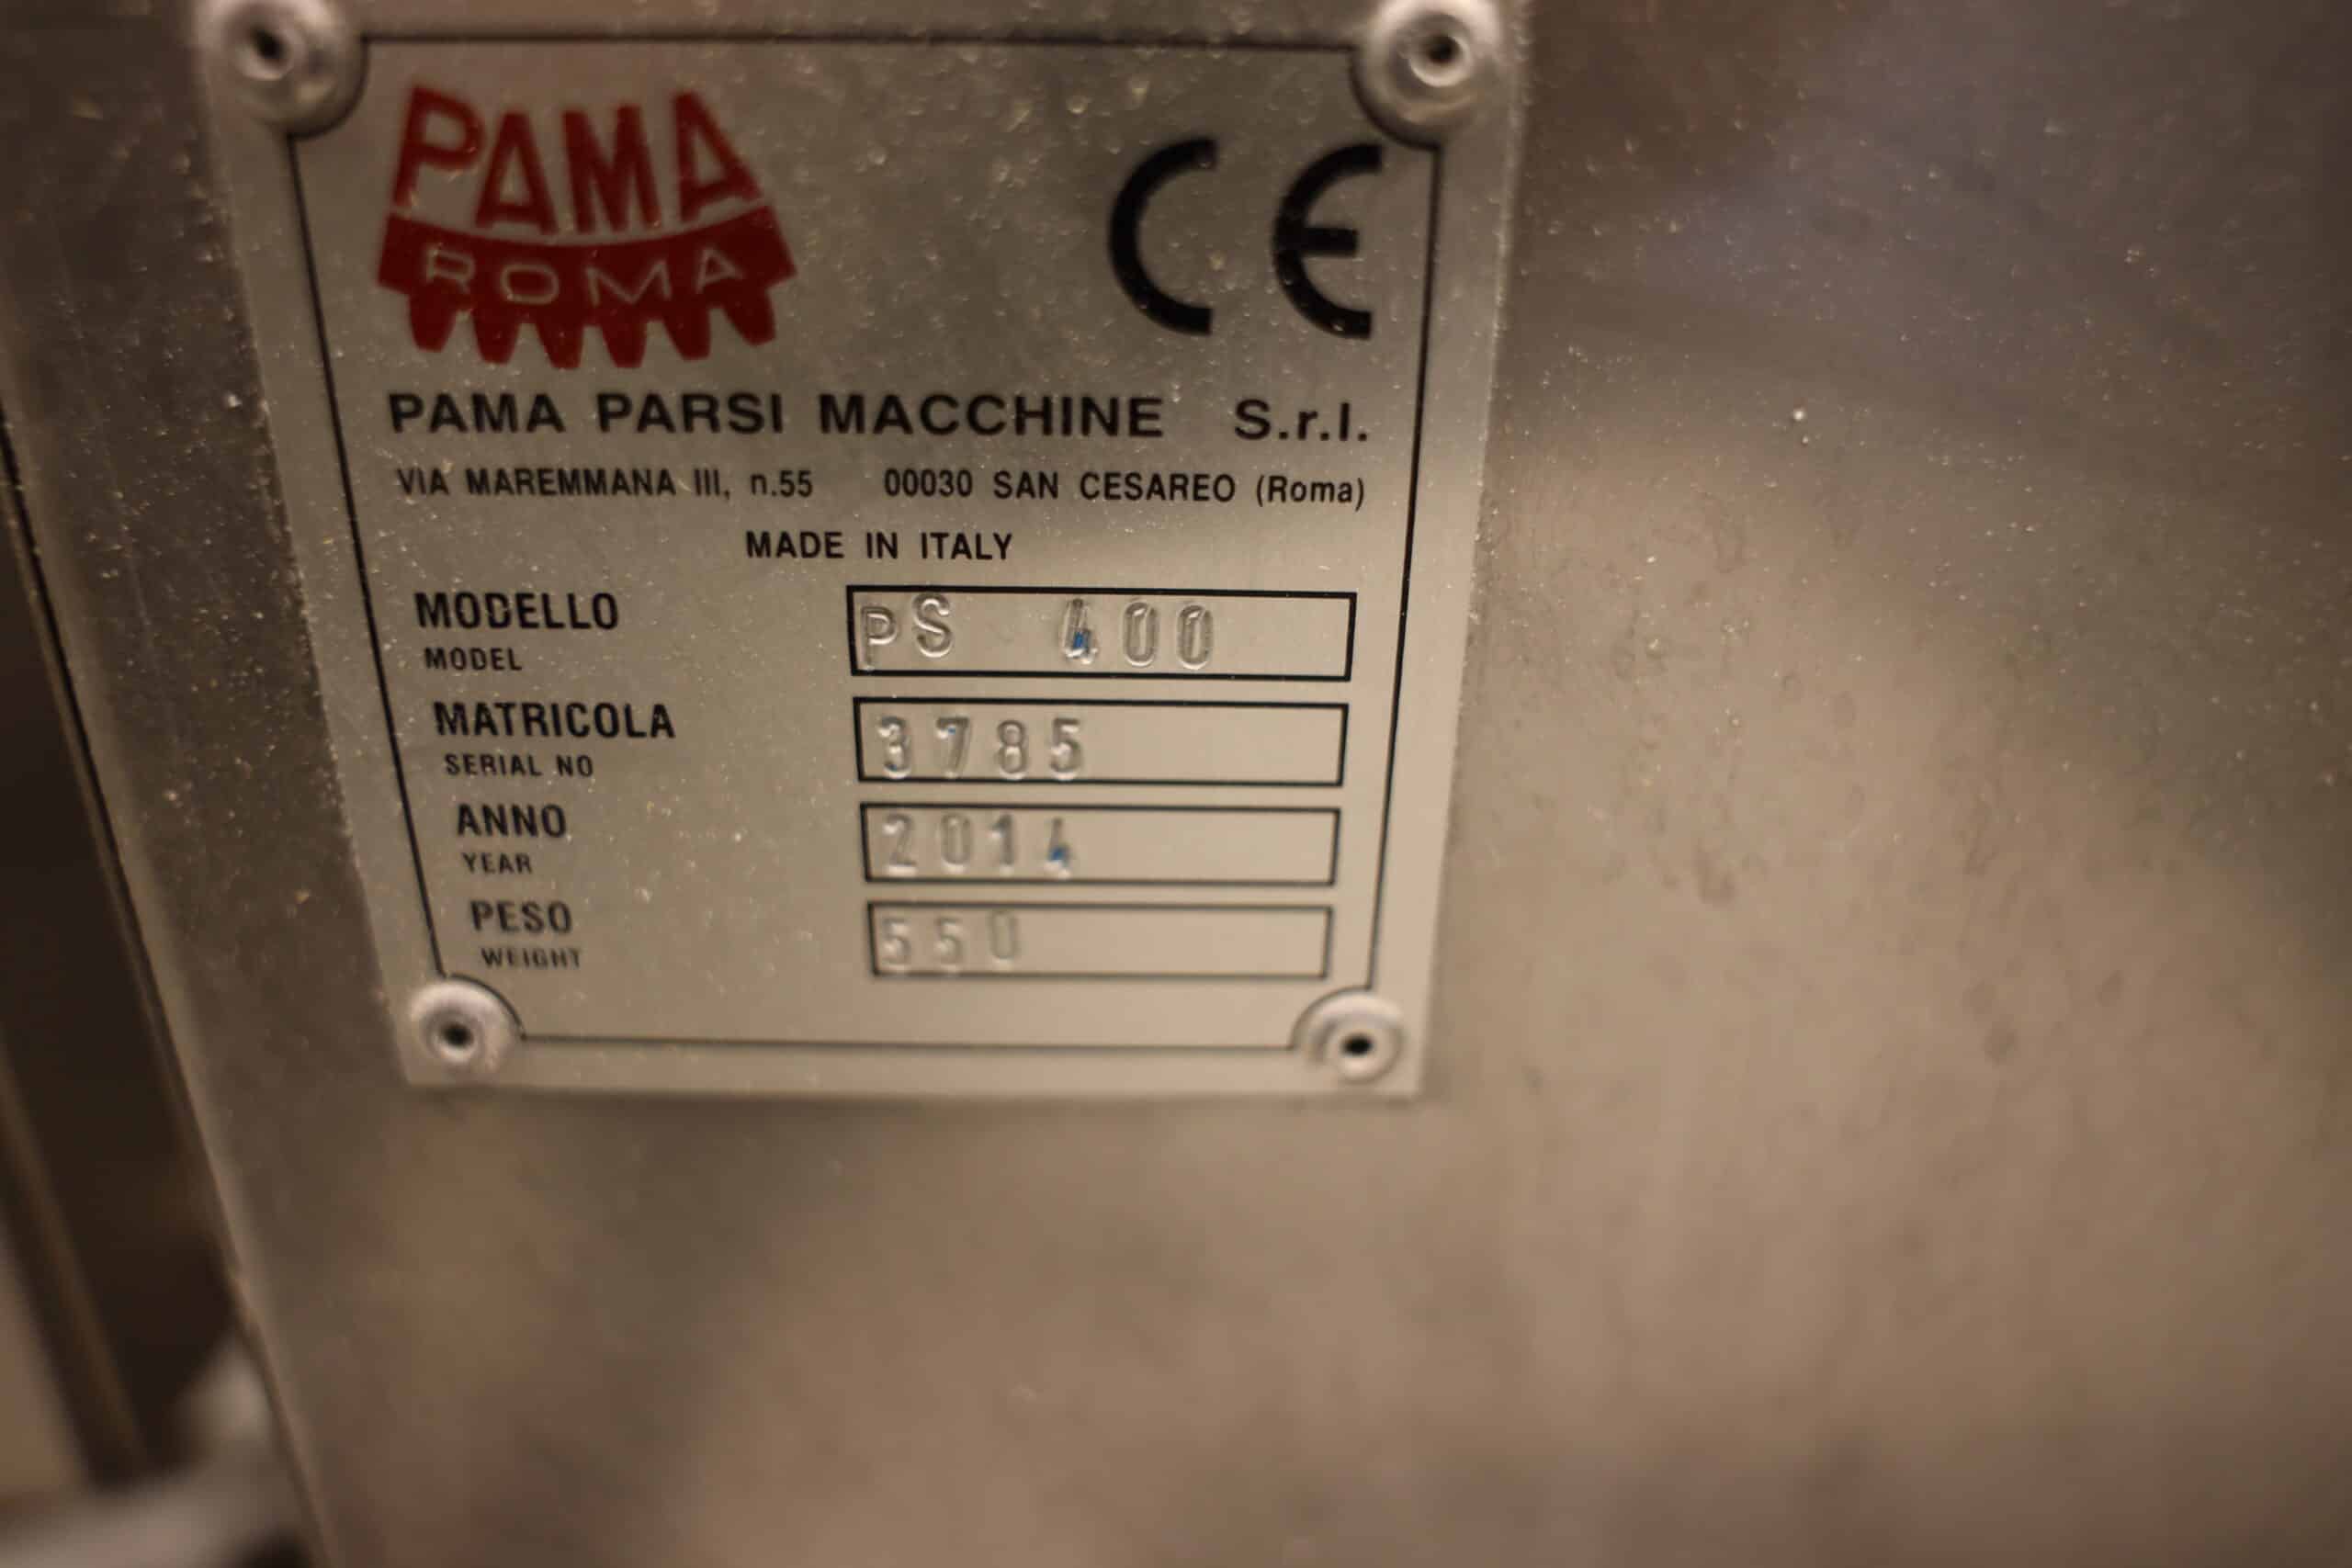 PAMA
ROMA
CE
PAMA PARSI MACCHINE S.r.l.
VIA MAREMMANA III, n.55 00030 SAN CESAREO (Roma)
MADE IN ITALY
MODELLO PS 400
MODEL
MATRICOLA 3785
SERIAL NO
ANNO 2014
YEAR
PESO 550
WEIGHT